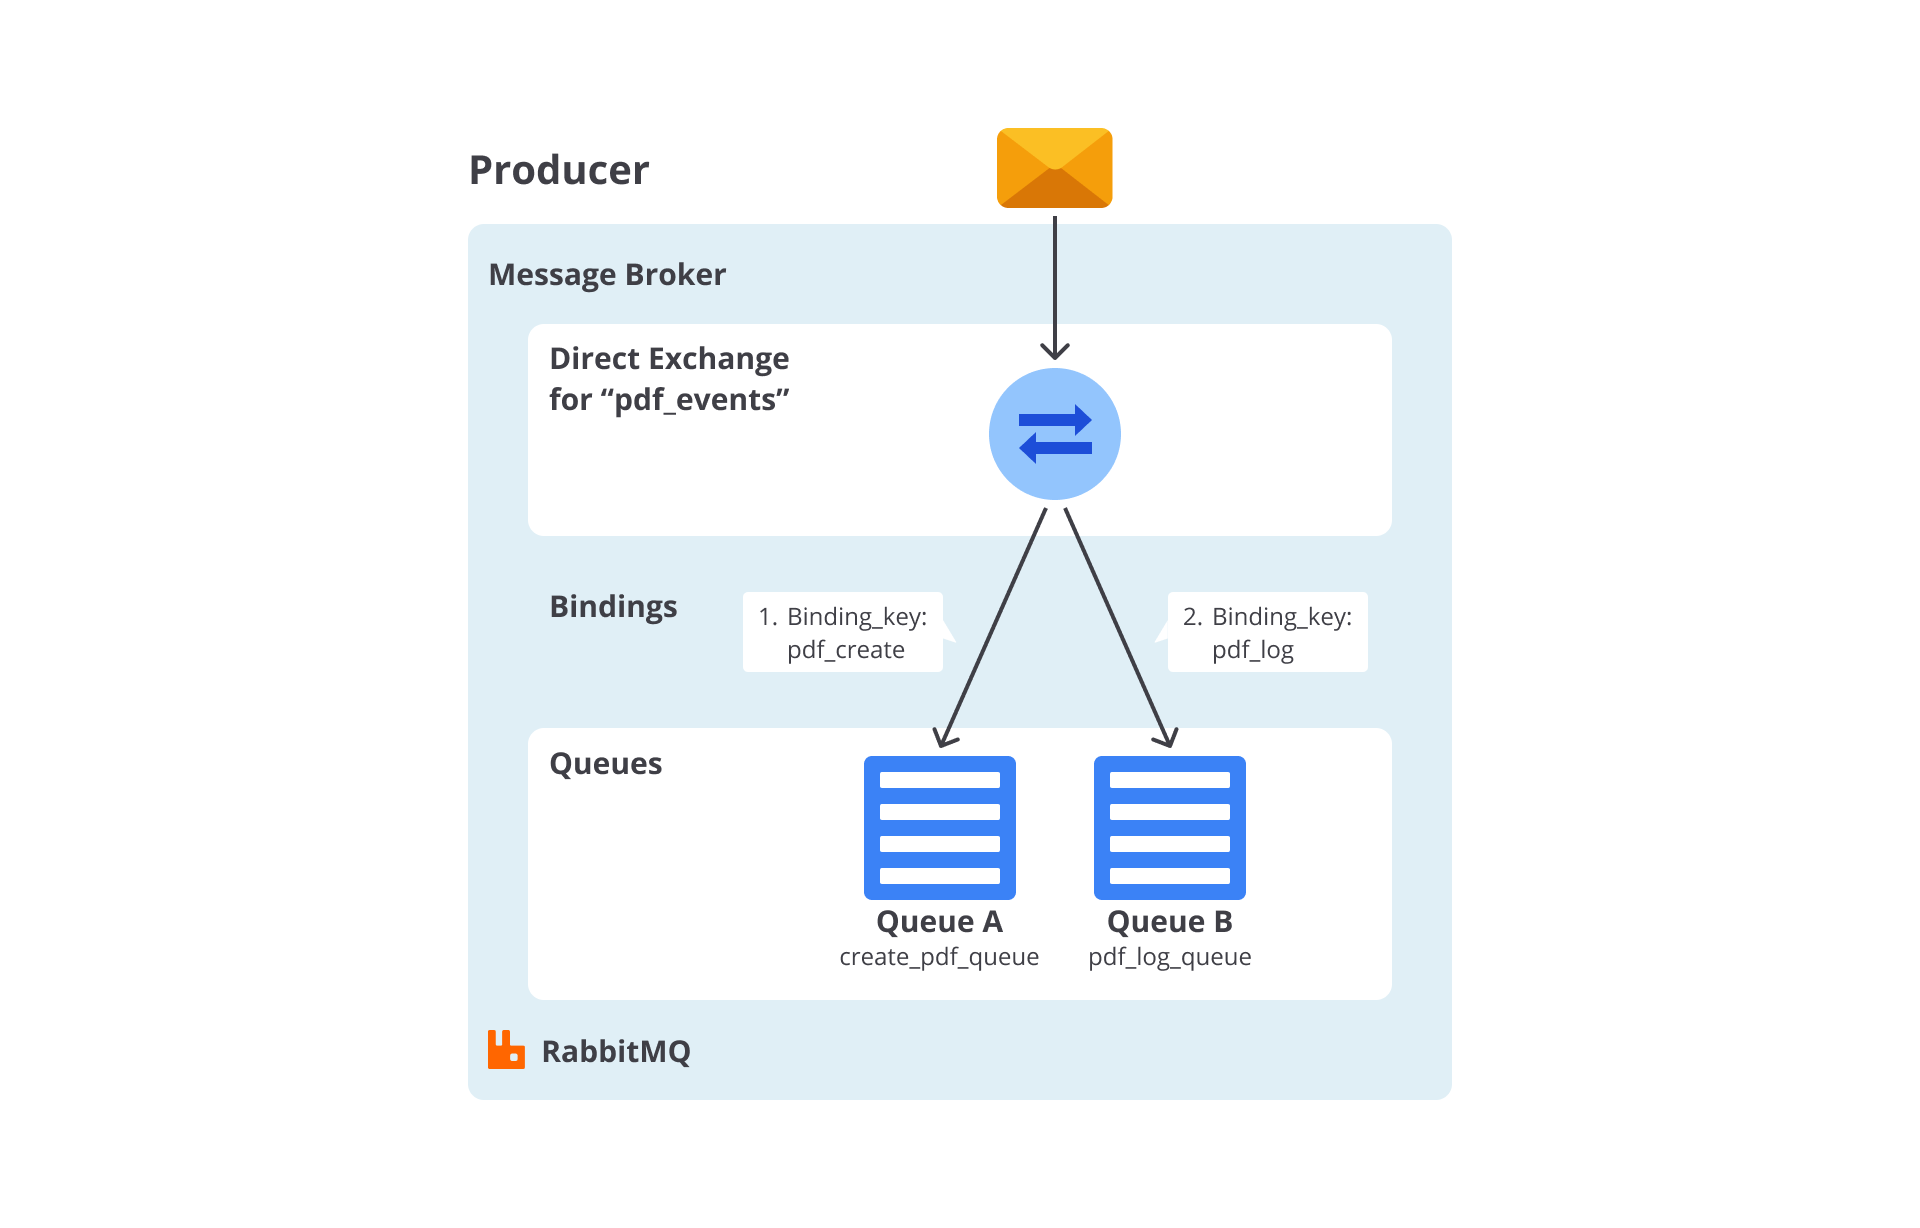 Producer
Message Broker
Direct Exchange
for “pdf_events”
Bindings
1. Binding_key:
pdf_create
2. Binding_key:
pdf_log
Queues
Queue A
create_pdf_queue
Queue B
pdf_log_queue
RabbitMQ